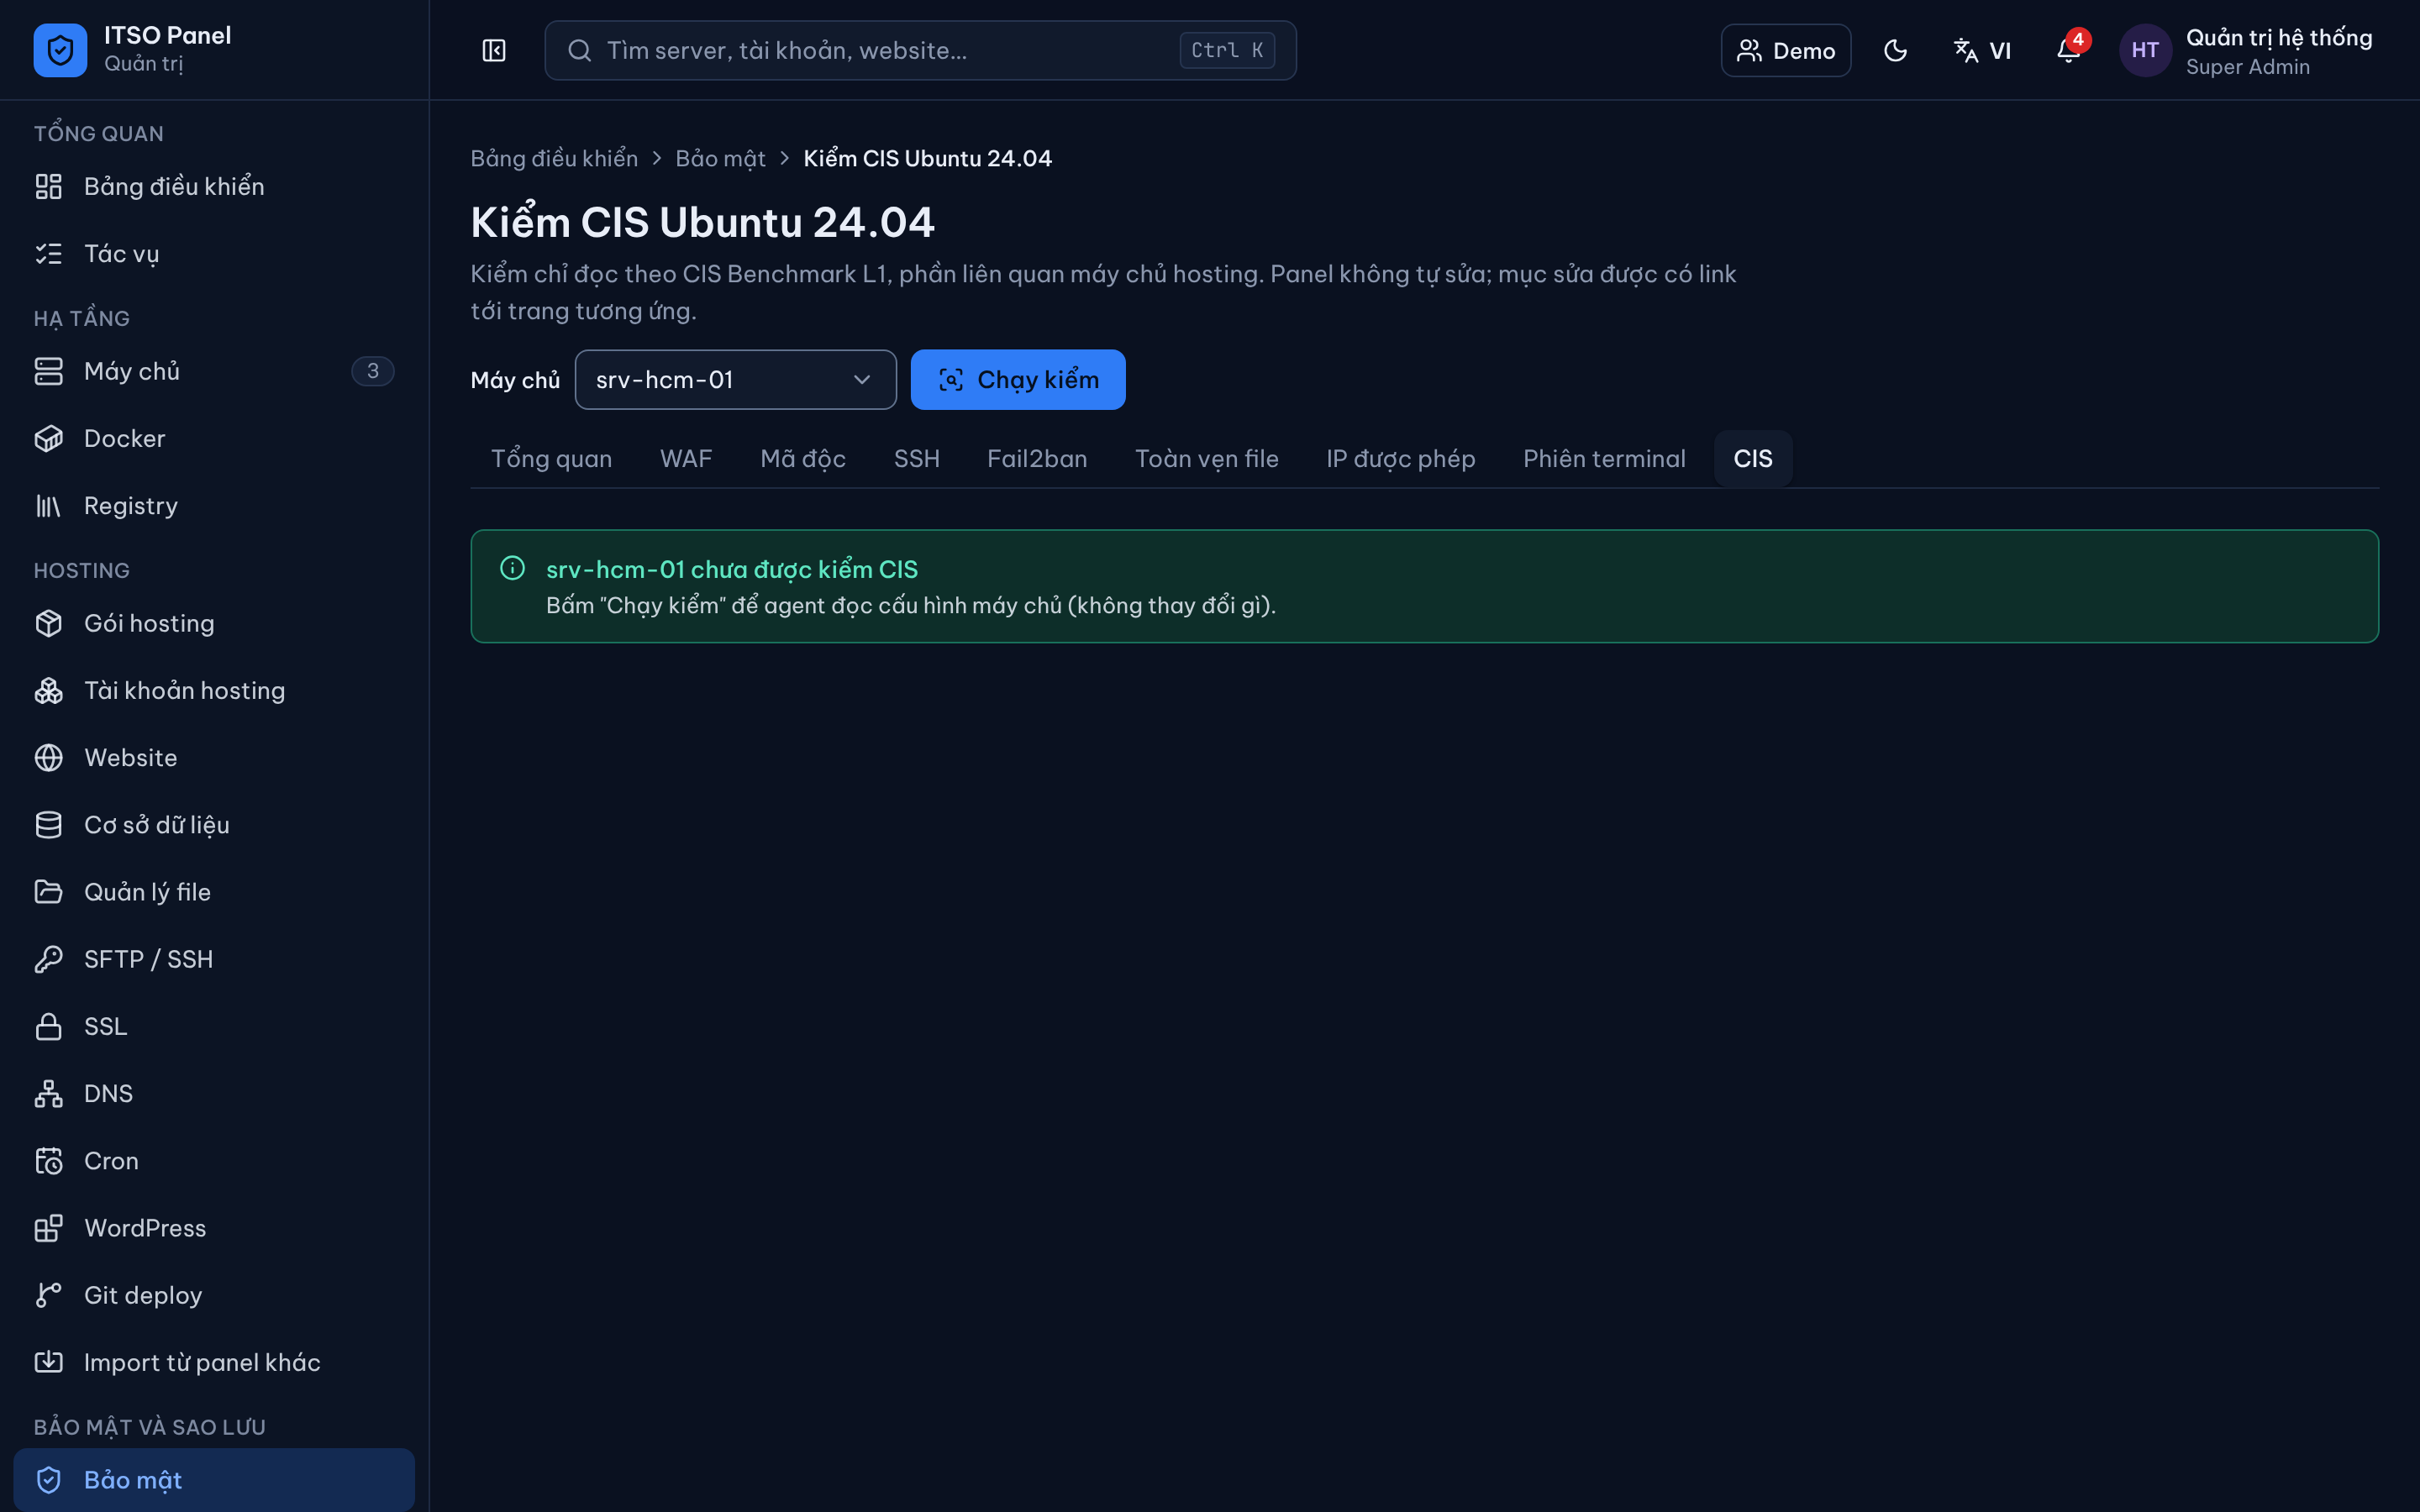 ITSO Panel
Quản trị
Tìm server, tài khoản, website...
Ctrl K
Demo
VI
4
HT
Quản trị hệ thống
Super Admin
TỔNG QUAN
Bảng điều khiển
Tác vụ
HẠ TẦNG
Máy chủ
3
Docker
Registry
HOSTING
Gói hosting
Tài khoản hosting
Website
Cơ sở dữ liệu
Quản lý file
SFTP / SSH
SSL
DNS
Cron
WordPress
Git deploy
Import từ panel khác
BẢO MẬT VÀ SAO LƯU
Bảo mật
Bảng điều khiển > Bảo mật > Kiểm CIS Ubuntu 24.04
Kiểm CIS Ubuntu 24.04
Kiểm chỉ đọc theo CIS Benchmark L1, phần liên quan máy chủ hosting. Panel không tự sửa; mục sửa được có link
tới trang tương ứng.
Máy chủ
srv-hcm-01
Chạy kiểm
Tổng quan
WAF
Mã độc
SSH
Fail2ban
Toàn vẹn file
IP được phép
Phiên terminal
CIS
srv-hcm-01 chưa được kiểm CIS
Bấm "Chạy kiểm" để agent đọc cấu hình máy chủ (không thay đổi gì).